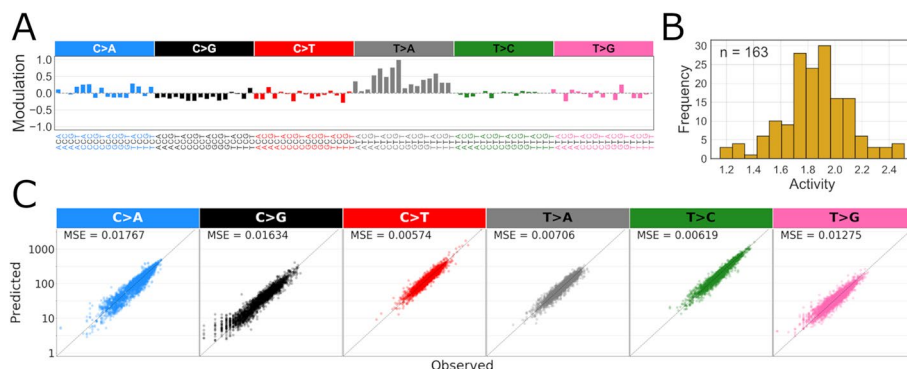 A
C>A C>G C>T T>A T>C T>G
Modulation
1.0
0.5
0.0
−0.5
−1.0
B
n = 163
Frequency
30
25
20
15
10
5
0
1.2 1.4 1.6 1.8 2.0 2.2 2.4
Activity
C
C>A C>G C>T T>A T>C T>G
MSE = 0.01767 MSE = 0.01634 MSE = 0.00574 MSE = 0.00706 MSE = 0.00619 MSE = 0.01275
Predicted
1000
100
10
1
Observed